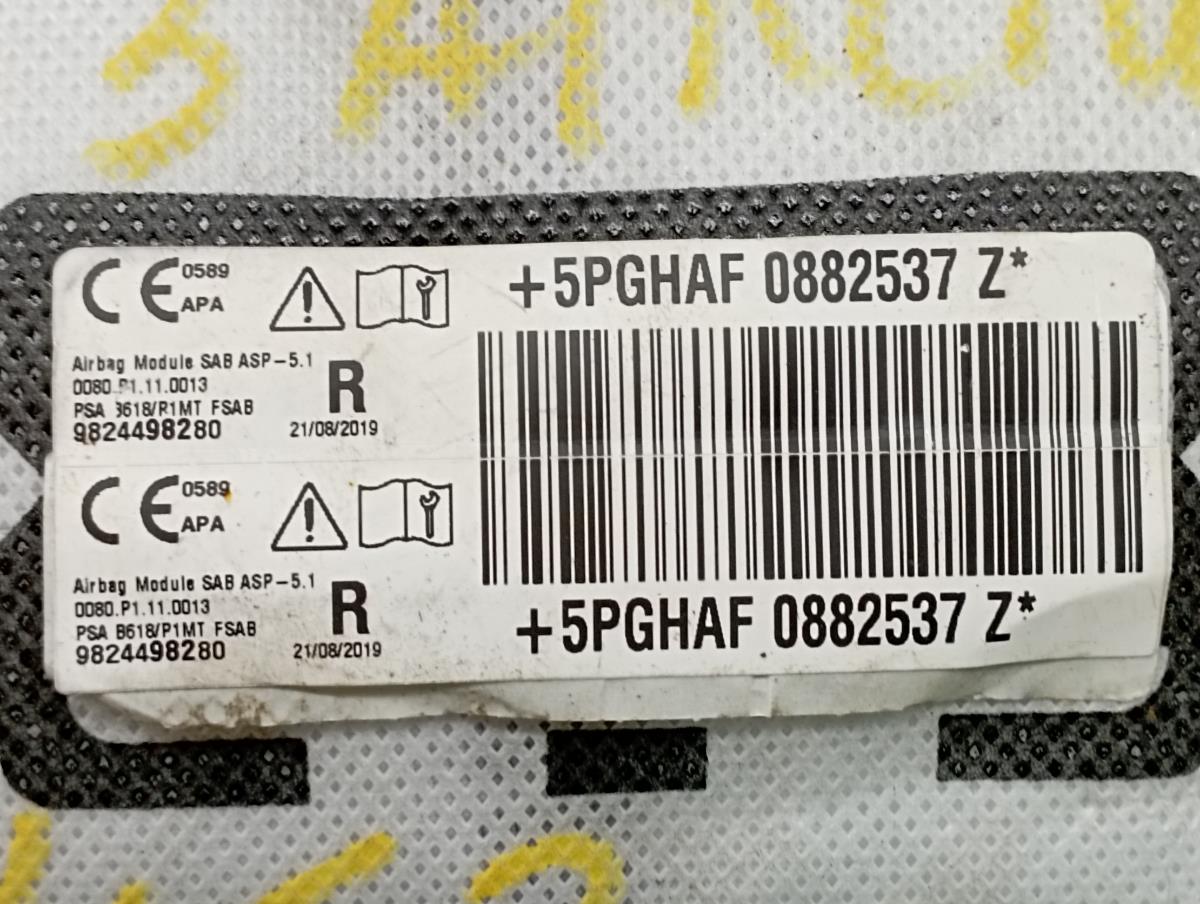 CE 0589
APA
+5PGHAF 0882537 Z*
Airbag Module SAB ASP-5.1
0080.P1.11.0013
R
PSA B618/P1MT FSAB
9824498280
21/08/2019
CE 0589
APA
Airbag Module SAB ASP-5.1
0080.P1.11.0013
R
PSA B618/P1MT FSAB
9824498280
21/08/2019
+5PGHAF 0882537 Z*